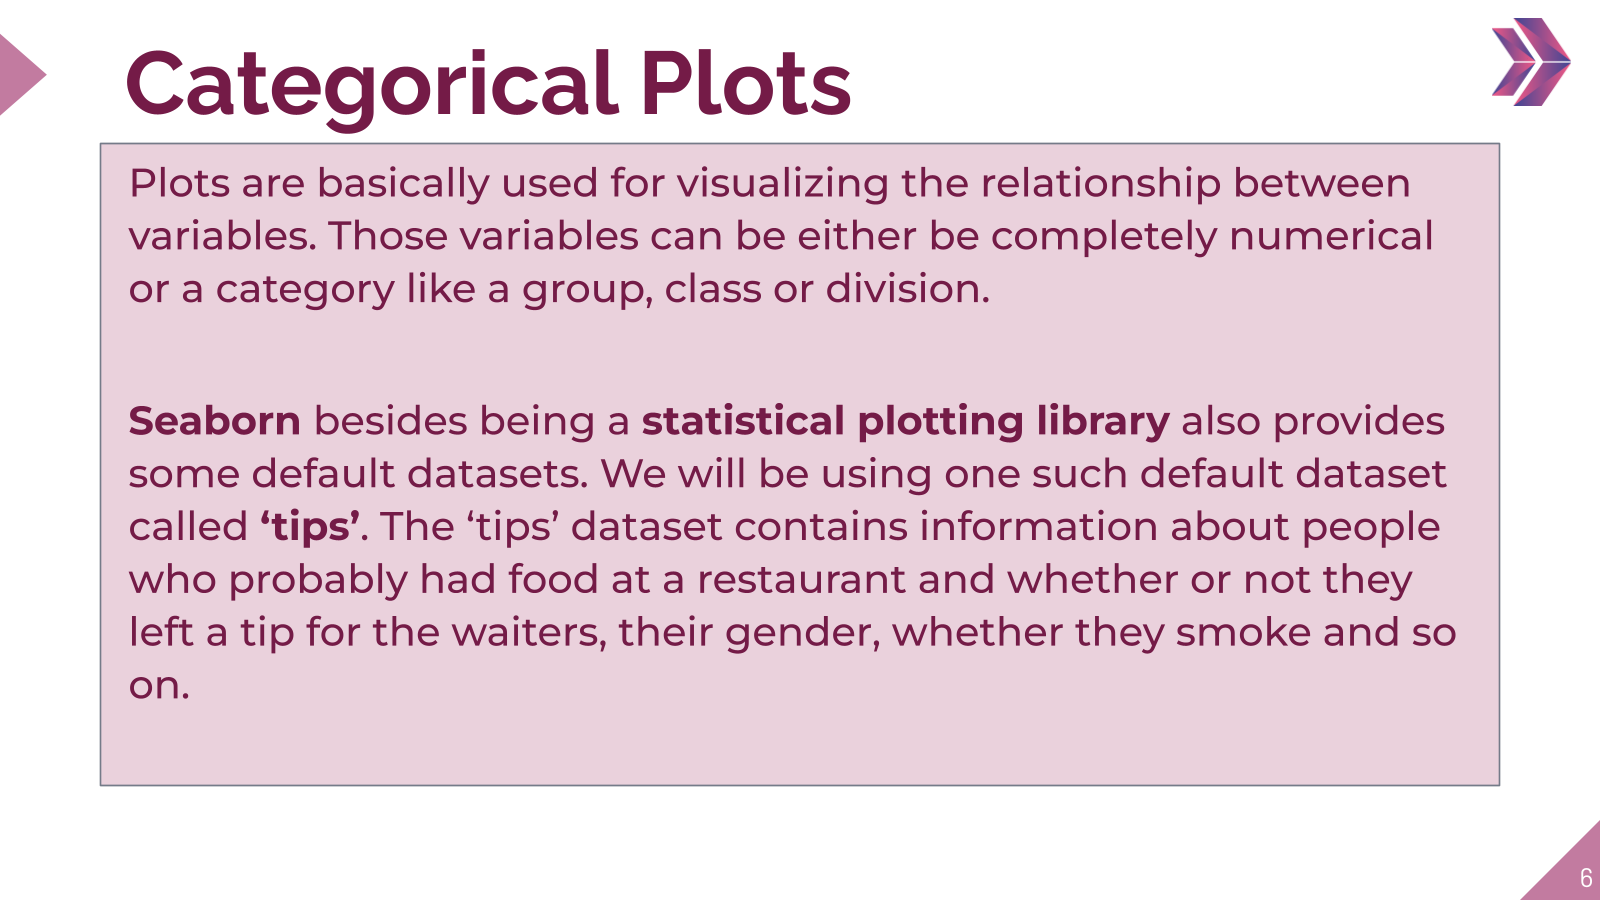 Categorical Plots
Plots are basically used for visualizing the relationship between
variables. Those variables can be either be completely numerical
or a category like a group, class or division.
Seaborn besides being a statistical plotting library also provides
some default datasets. We will be using one such default dataset
called ‘tips’. The ‘tips’ dataset contains information about people
who probably had food at a restaurant and whether or not they
left a tip for the waiters, their gender, whether they smoke and so
on.
6